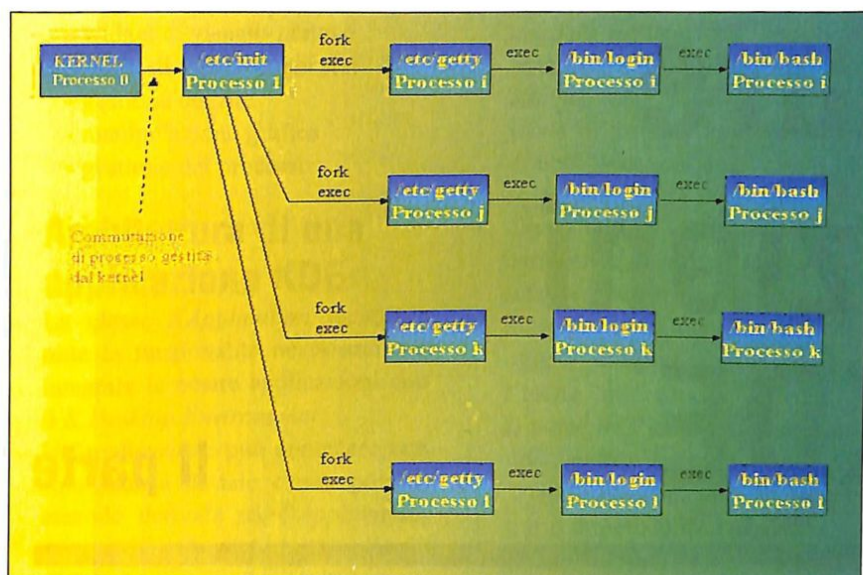 KERNEL
Processo 0
/etc/init
Processo 1
fork
exec
/etc/getty
Processo i
exec
/bin/login
Processo i
exec
/bin/bash
Processo i
fork
exec
/etc/getty
Processo j
exec
/bin/login
Processo j
exec
/bin/bash
Processo j
Commutazione
di processo gestita
dal kernel
fork
exec
/etc/getty
Processo k
exec
/bin/login
Processo k
exec
/bin/bash
Processo k
fork
exec
/etc/getty
Processo l
exec
/bin/login
Processo l
exec
/bin/bash
Processo l
II parte